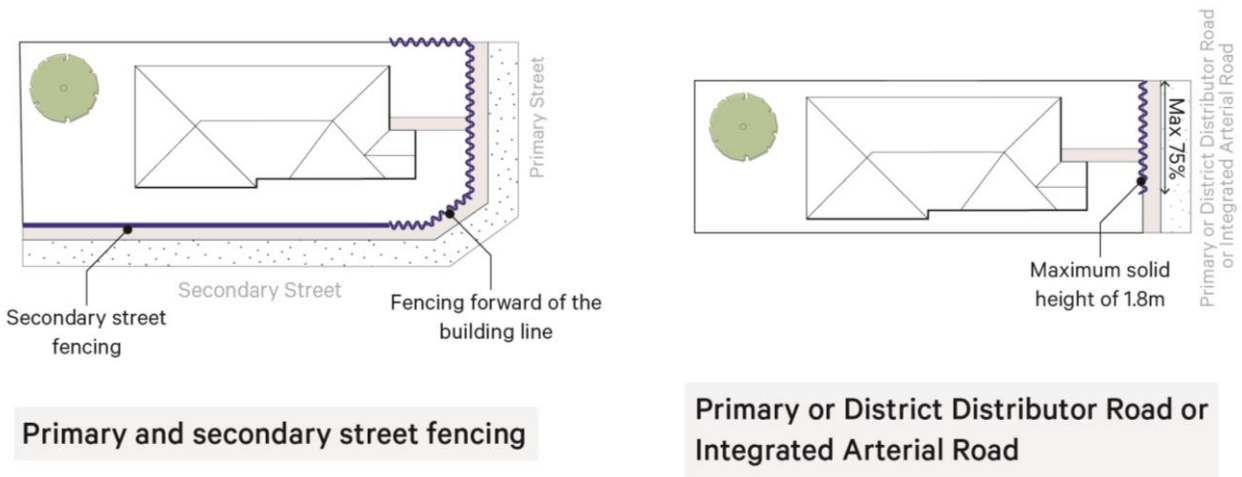 Primary Street
Secondary Street
Secondary street
fencing
Fencing forward of the
building line
Primary and secondary street fencing
Max 75%
Primary or District Distributor Road
or Integrated Arterial Road
Maximum solid
height of 1.8m
Primary or District Distributor Road or
Integrated Arterial Road